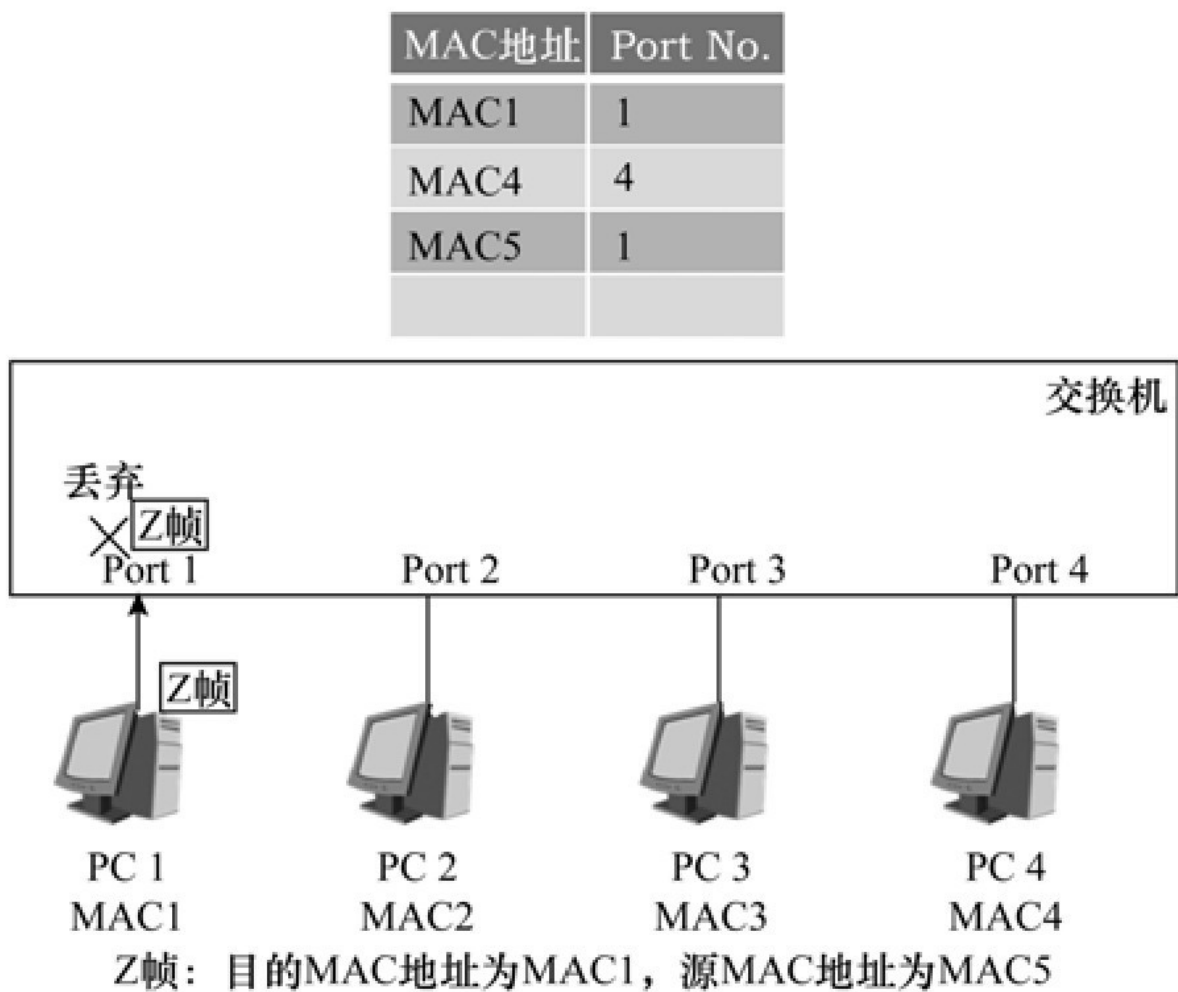 MAC地址 Port No.
MAC1 1
MAC4 4
MAC5 1
交换机
丢弃
Z帧
Port 1 Port 2 Port 3 Port 4
Z帧
PC 1 PC 2 PC 3 PC 4
MAC1 MAC2 MAC3 MAC4
Z帧：目的MAC地址为MAC1，源MAC地址为MAC5